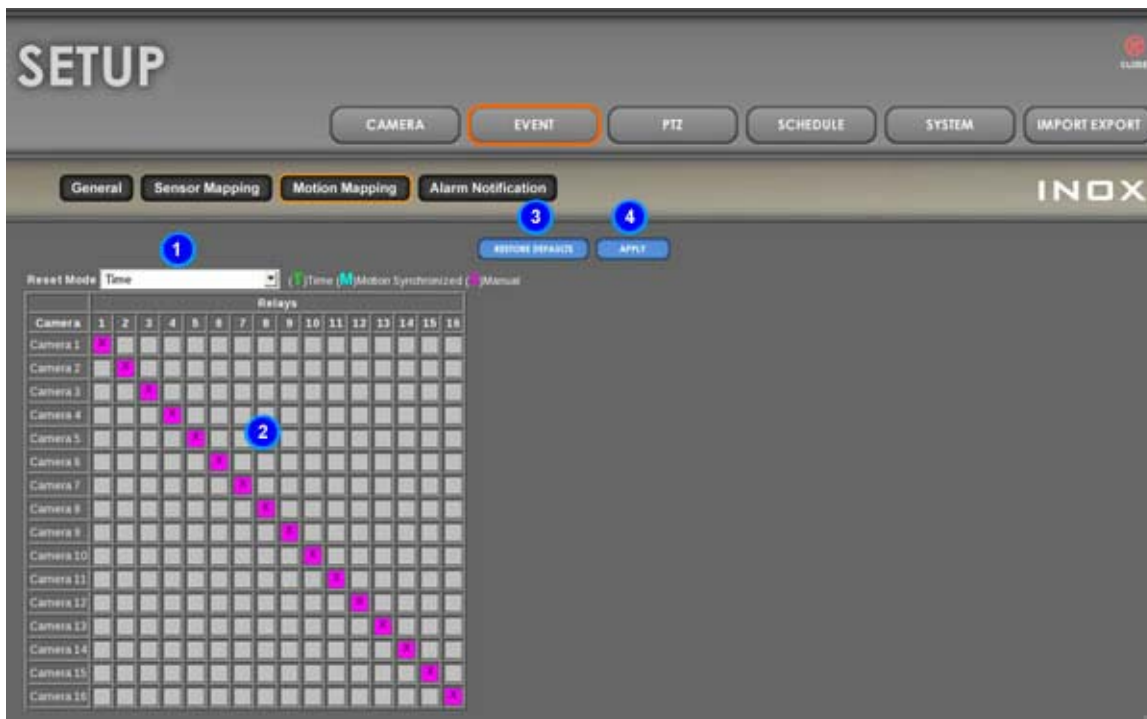 SETUP
CLOSE
CAMERA
EVENT
PTZ
SCHEDULE
SYSTEM
IMPORT EXPORT
General
Sensor Mapping
Motion Mapping
Alarm Notification
INOX
3
4
1
RESTORE DEFAULTS
APPLY
Reset Mode Time (T)Time (M)Motion Synchronized ( )Manual
Relays
Camera 1 2 3 4 5 6 7 8 9 10 11 12 13 14 15 16
Camera 1
Camera 2
Camera 3
Camera 4
Camera 5
2
Camera 6
Camera 7
Camera 8
Camera 9
Camera 10
Camera 11
Camera 12
Camera 13
Camera 14
Camera 15
Camera 16